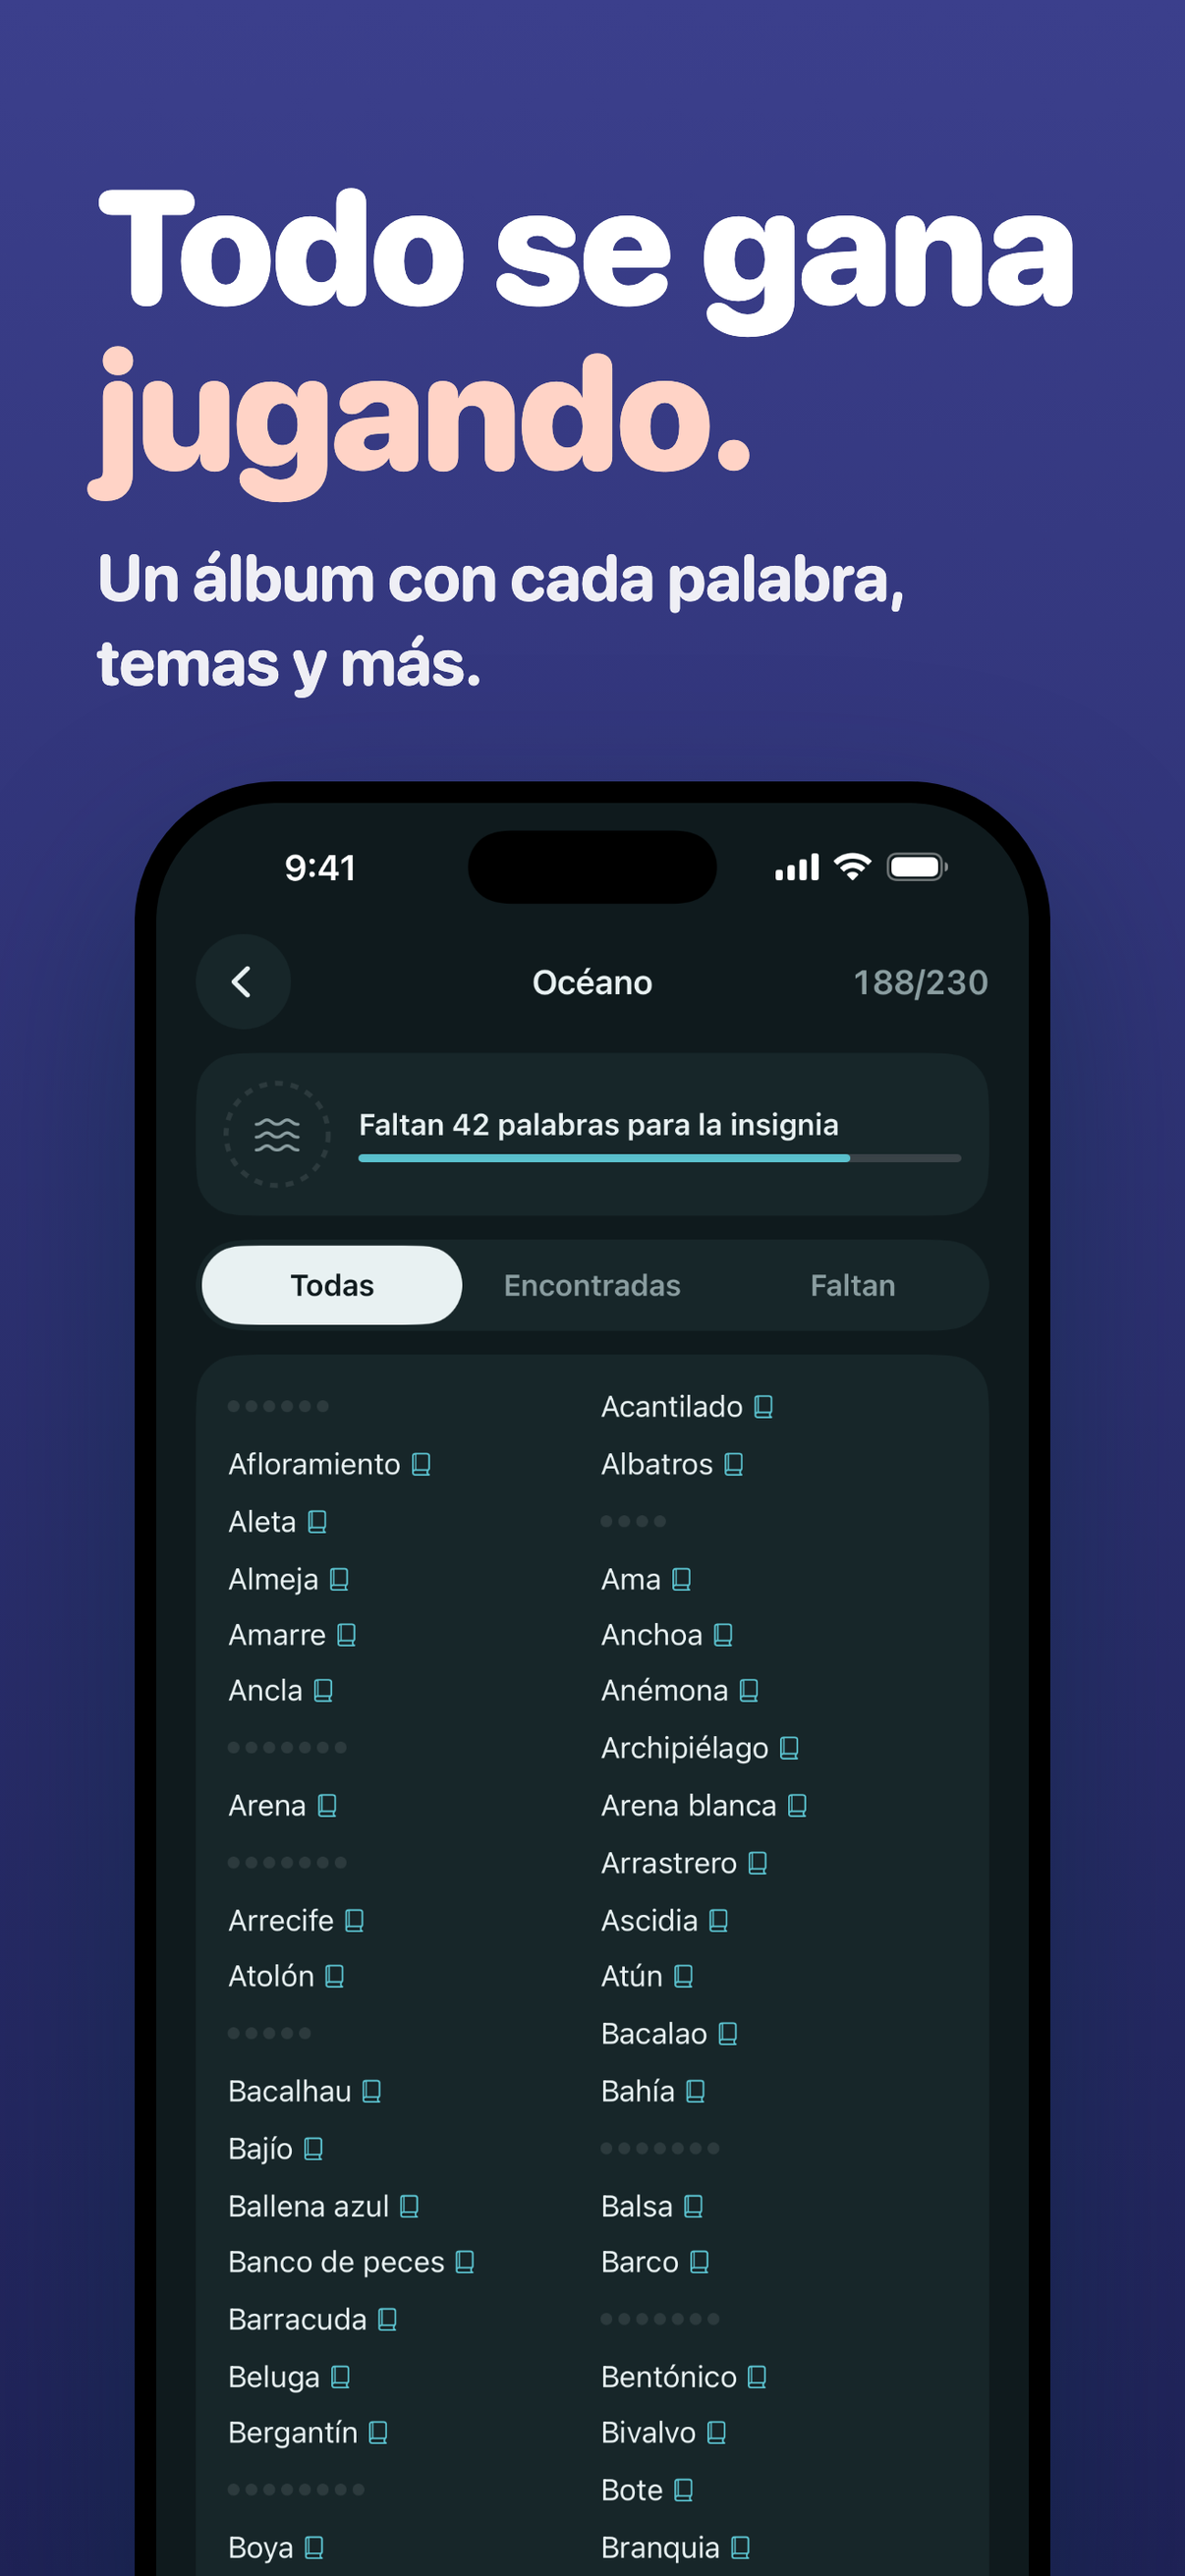 Todo se gana
jugando.
Un álbum con cada palabra,
temas y más.
9:41
Océano
188/230
Faltan 42 palabras para la insignia
Todas
Encontradas
Faltan
Acantilado
Afloramiento
Albatros
Aleta
Almeja
Ama
Amarre
Anchoa
Ancla
Anémona
Archipiélago
Arena
Arena blanca
Arrastrero
Arrecife
Ascidia
Atolón
Atún
Bacalao
Bacalhau
Bahía
Bajío
Ballena azul
Balsa
Banco de peces
Barco
Barracuda
Beluga
Bentónico
Bergantín
Bivalvo
Bote
Boya
Branquia